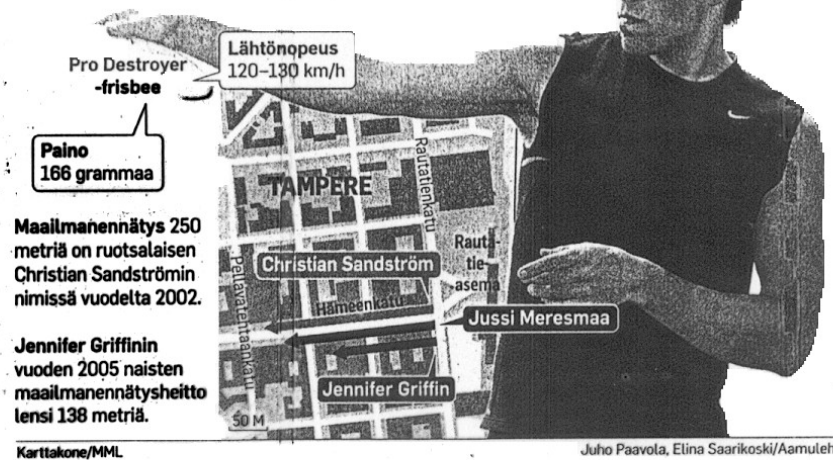 Pro Destroyer
-frisbee
Lähtönopeus
120–130 km/h
Paino
166 grammaa
Maailmanennätys 250
metriä on ruotsalaisen
Christian Sandströmin
nimissä vuodelta 2002.
Jennifer Griffinin
vuoden 2005 naisten
maailmanennätysheitto
lensi 138 metriä.
TAMPERE
Rautatienkatu
Rauta-
tie-
asema
Christian Sandström
Hämeenkatu
Jussi Meresmaa
Pellavatehtaankatu
Jennifer Griffin
50 M
Karttakone/MML
Juho Paavola, Elina Saarikoski/Aamuleh